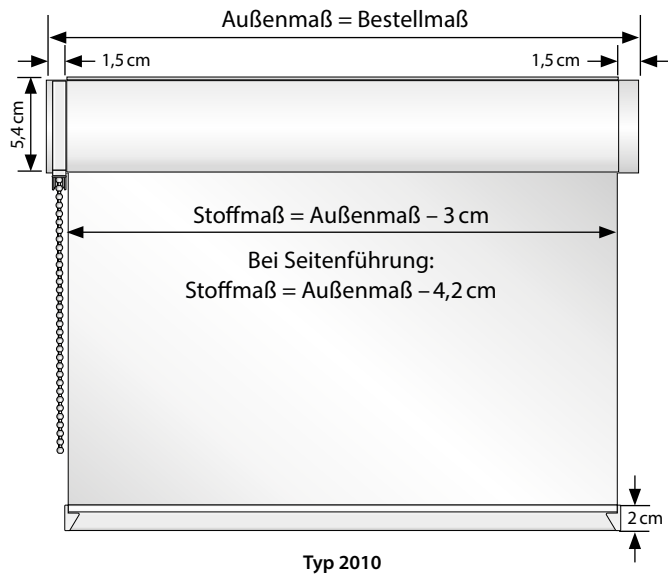 Außenmaß = Bestellmaß
1,5 cm
1,5 cm
5,4 cm
Stoffmaß = Außenmaß – 3 cm
Bei Seitenführung:
Stoffmaß = Außenmaß – 4,2 cm
2 cm
Typ 2010